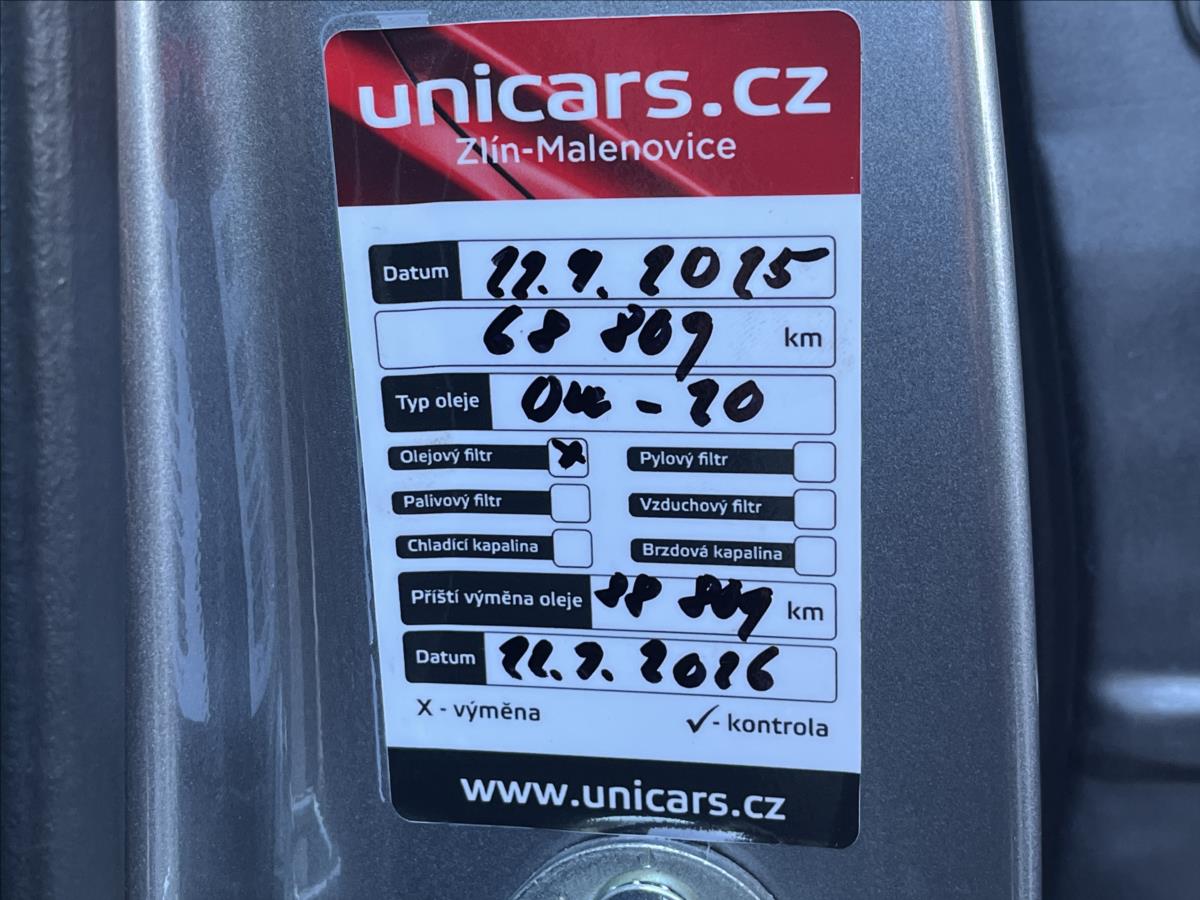 unicars.cz
Zlín-Malenovice
Datum 22.9.2025
68 809 km
Typ oleje 0W-20
Olejový filtr X Pylový filtr
Palivový filtr Vzduchový filtr
Chladící kapalina Brzdová kapalina
Příští výměna oleje 88 809 km
Datum 22.9.2026
X - výměna ✓- kontrola
www.unicars.cz